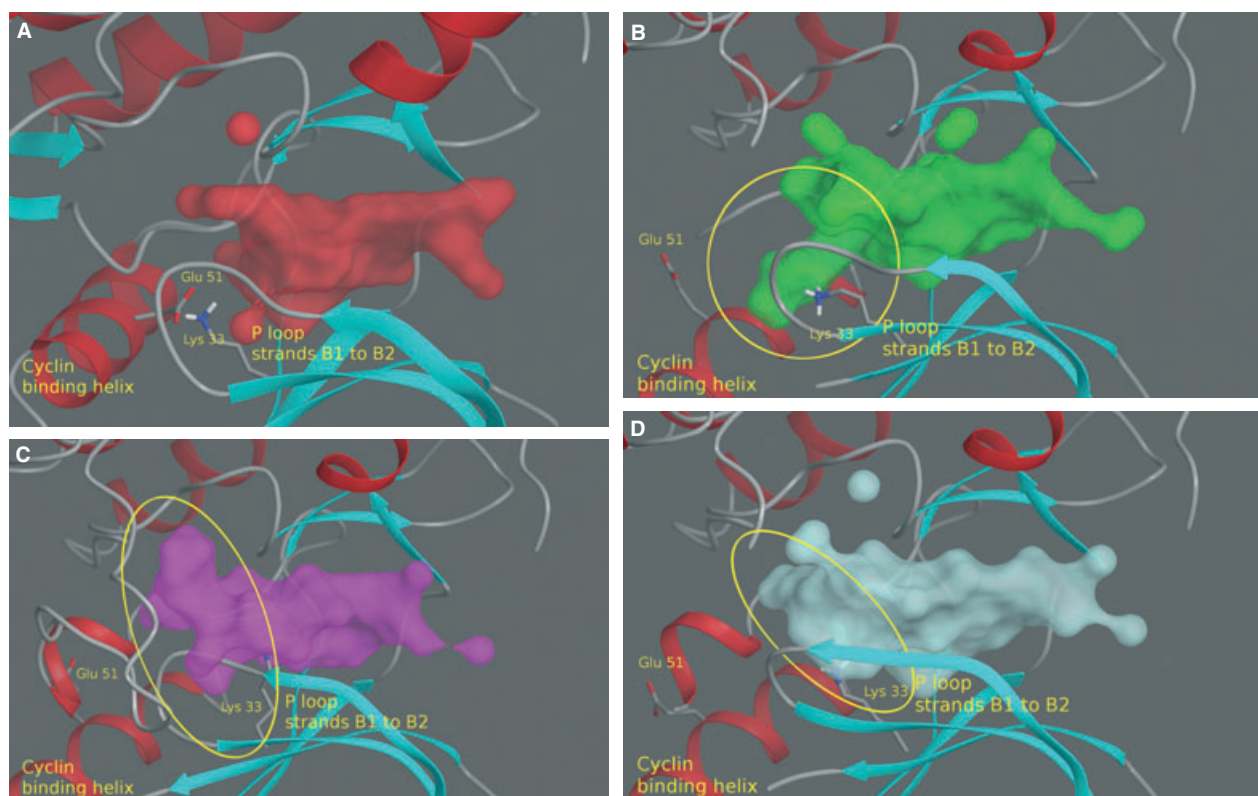 A
Glu 51
Lys 33
P loop
strands B1 to B2
Cyclin
binding helix
B
Glu 51
Lys 33
P loop
strands B1 to B2
Cyclin
binding helix
C
Glu 51
Lys 33
P loop
strands B1 to B2
Cyclin
binding helix
D
Glu 51
Lys 33
P loop
strands B1 to B2
Cyclin
binding helix